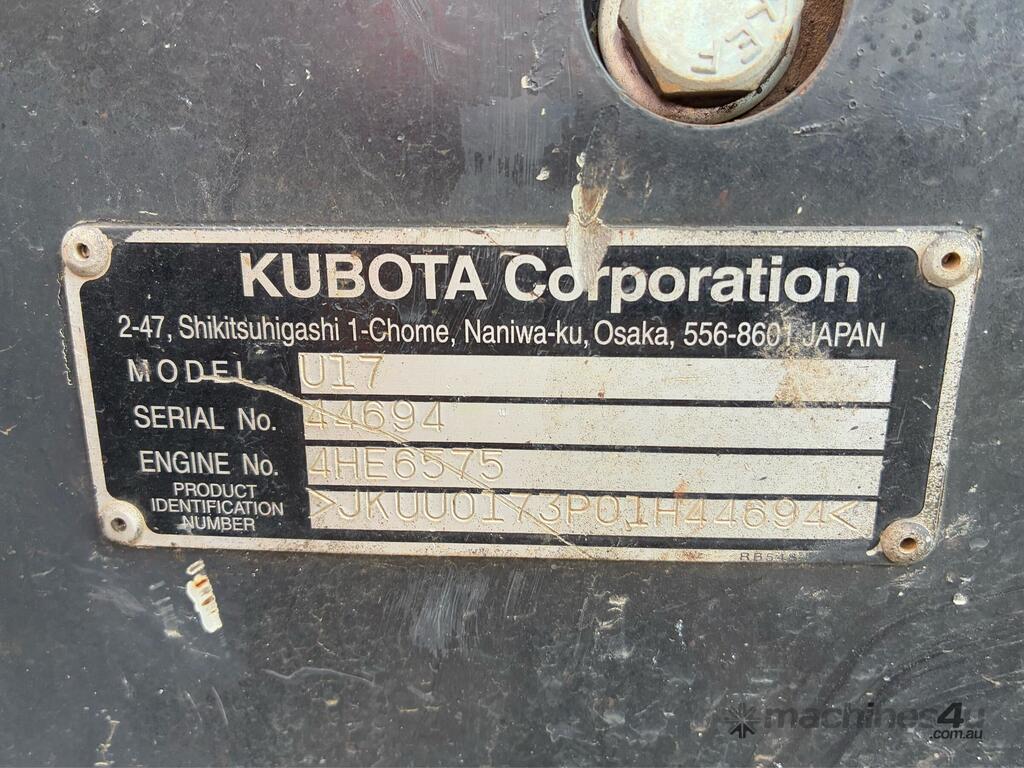 KUBOTA Corporation
2-47, Shikitsuhigashi 1-Chome, Naniwa-ku, Osaka, 556-8601 JAPAN
MODEL U17
SERIAL No. 44694
ENGINE No. 4HE6575
PRODUCT IDENTIFICATION NUMBER >JKUU0173P01H44694<
machines4u
.com.au